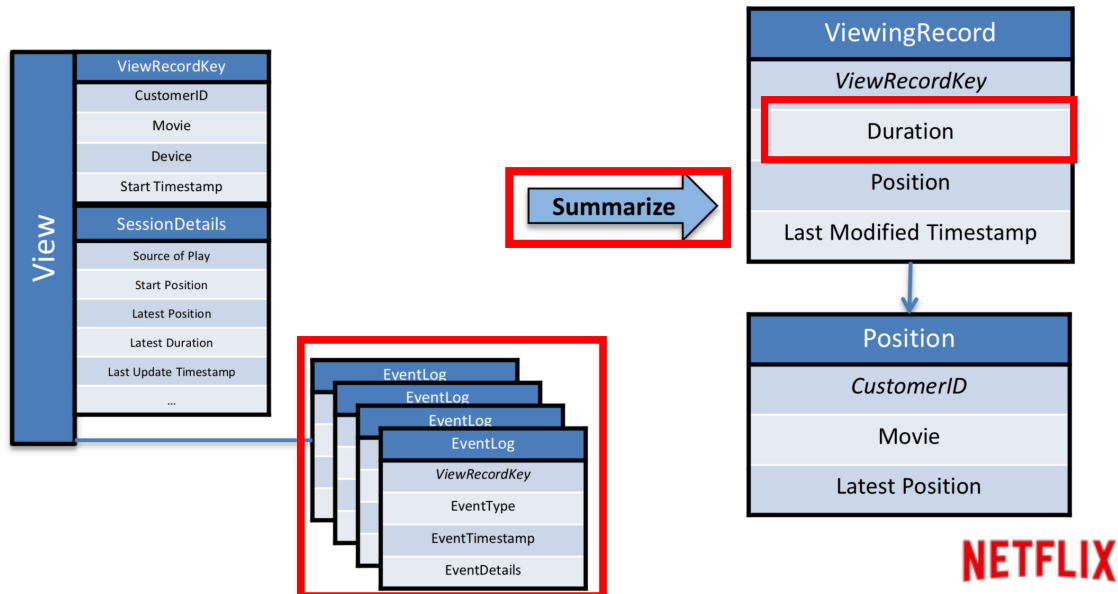 View
ViewRecordKey
CustomerID
Movie
Device
Start Timestamp
SessionDetails
Source of Play
Start Position
Latest Position
Latest Duration
Last Update Timestamp
...
EventLog
EventLog
EventLog
EventLog
ViewRecordKey
EventType
EventTimestamp
EventDetails
Summarize
ViewingRecord
ViewRecordKey
Duration
Position
Last Modified Timestamp
Position
CustomerID
Movie
Latest Position
NETFLIX